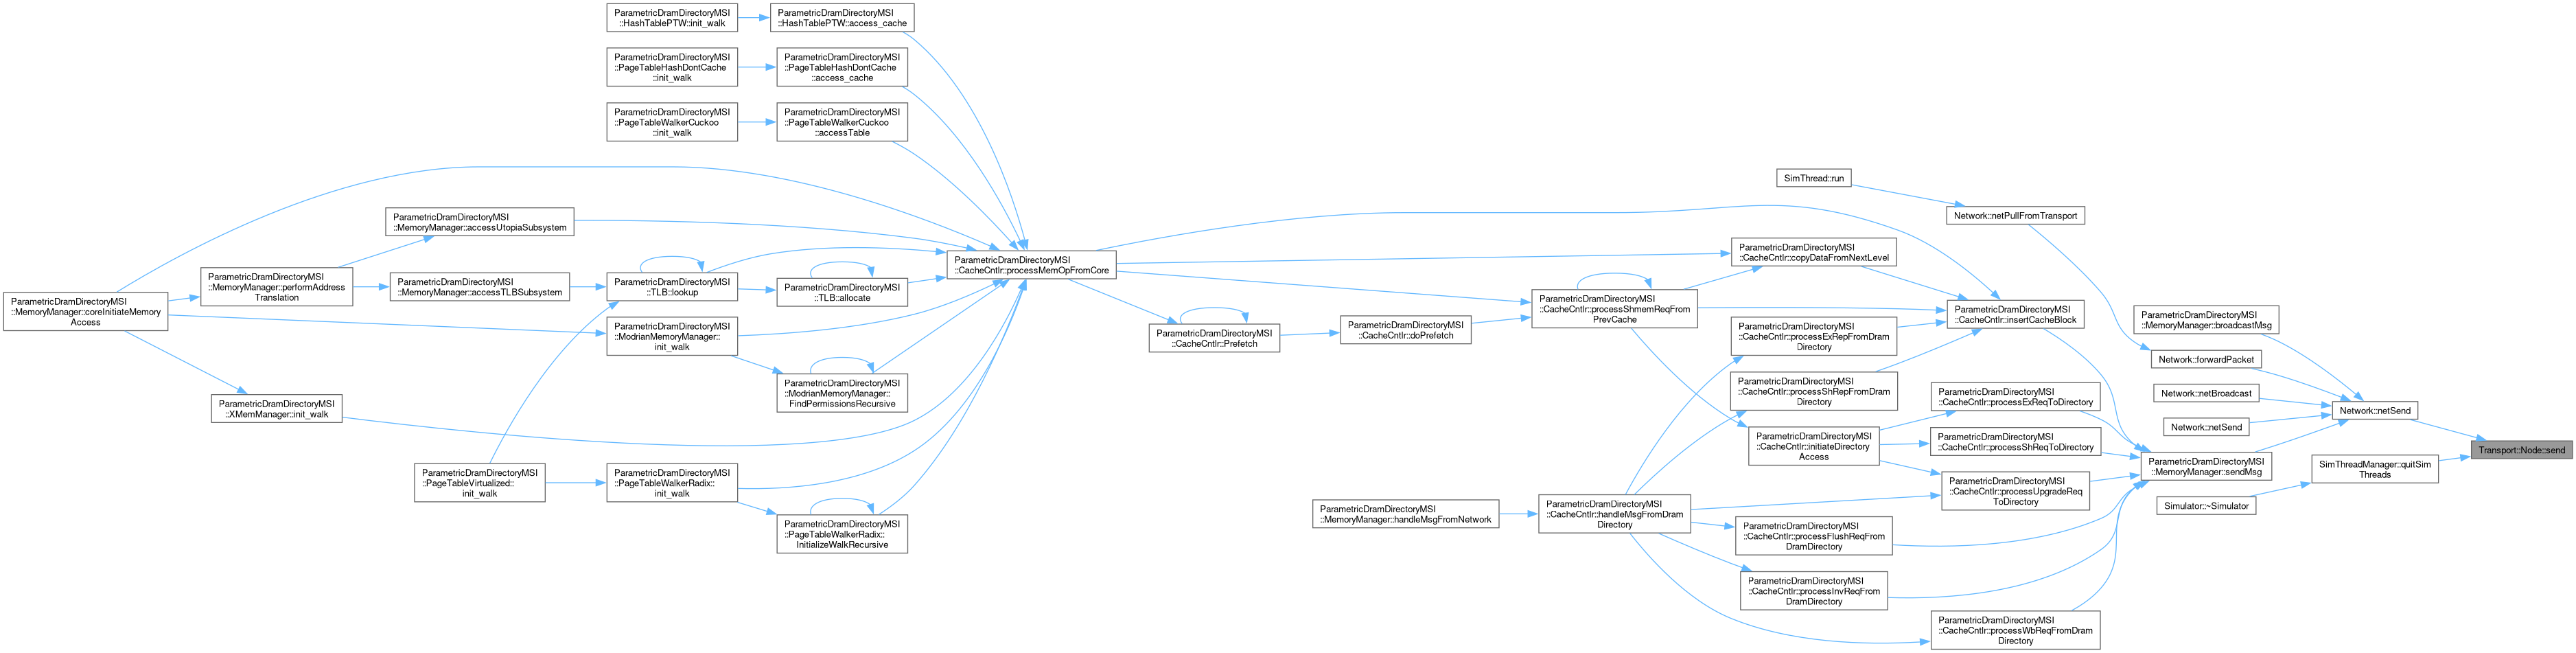 ParametricDramDirectoryMSI
::HashTablePTW::init_walk
ParametricDramDirectoryMSI
::HashTablePTW::access_cache
ParametricDramDirectoryMSI
::PageTableHashDontCache
::init_walk
ParametricDramDirectoryMSI
::PageTableHashDontCache
::access_cache
ParametricDramDirectoryMSI
::PageTableWalkerCuckoo
::init_walk
ParametricDramDirectoryMSI
::PageTableWalkerCuckoo
::accessTable
ParametricDramDirectoryMSI
::MemoryManager::coreInitiateMemory
Access
ParametricDramDirectoryMSI
::MemoryManager::performAddress
Translation
ParametricDramDirectoryMSI
::XMemManager::init_walk
ParametricDramDirectoryMSI
::MemoryManager::accessUtopiaSubsystem
ParametricDramDirectoryMSI
::MemoryManager::accessTLBSubsystem
ParametricDramDirectoryMSI
::PageTableVirtualized::
init_walk
ParametricDramDirectoryMSI
::TLB::lookup
ParametricDramDirectoryMSI
::ModrianMemoryManager::
init_walk
ParametricDramDirectoryMSI
::PageTableWalkerRadix::
init_walk
ParametricDramDirectoryMSI
::TLB::allocate
ParametricDramDirectoryMSI
::ModrianMemoryManager::
FindPermissionsRecursive
ParametricDramDirectoryMSI
::PageTableWalkerRadix::
InitializeWalkRecursive
ParametricDramDirectoryMSI
::CacheCntlr::processMemOpFromCore
ParametricDramDirectoryMSI
::CacheCntlr::Prefetch
ParametricDramDirectoryMSI
::CacheCntlr::doPrefetch
ParametricDramDirectoryMSI
::MemoryManager::handleMsgFromNetwork
ParametricDramDirectoryMSI
::CacheCntlr::processShmemReqFrom
PrevCache
ParametricDramDirectoryMSI
::CacheCntlr::handleMsgFromDram
Directory
SimThread::run
ParametricDramDirectoryMSI
::CacheCntlr::copyDataFromNextLevel
ParametricDramDirectoryMSI
::CacheCntlr::processExRepFromDram
Directory
ParametricDramDirectoryMSI
::CacheCntlr::processShRepFromDram
Directory
ParametricDramDirectoryMSI
::CacheCntlr::initiateDirectory
Access
ParametricDramDirectoryMSI
::CacheCntlr::processFlushReqFrom
DramDirectory
ParametricDramDirectoryMSI
::CacheCntlr::processInvReqFrom
DramDirectory
Network::netPullFromTransport
ParametricDramDirectoryMSI
::CacheCntlr::insertCacheBlock
ParametricDramDirectoryMSI
::CacheCntlr::processExReqToDirectory
ParametricDramDirectoryMSI
::CacheCntlr::processShReqToDirectory
ParametricDramDirectoryMSI
::CacheCntlr::processUpgradeReq
ToDirectory
ParametricDramDirectoryMSI
::CacheCntlr::processWbReqFromDram
Directory
ParametricDramDirectoryMSI
::MemoryManager::broadcastMsg
Network::forwardPacket
Network::netBroadcast
Network::netSend
ParametricDramDirectoryMSI
::MemoryManager::sendMsg
Simulator::~Simulator
Network::netSend
SimThreadManager::quitSim
Threads
Transport::Node::send